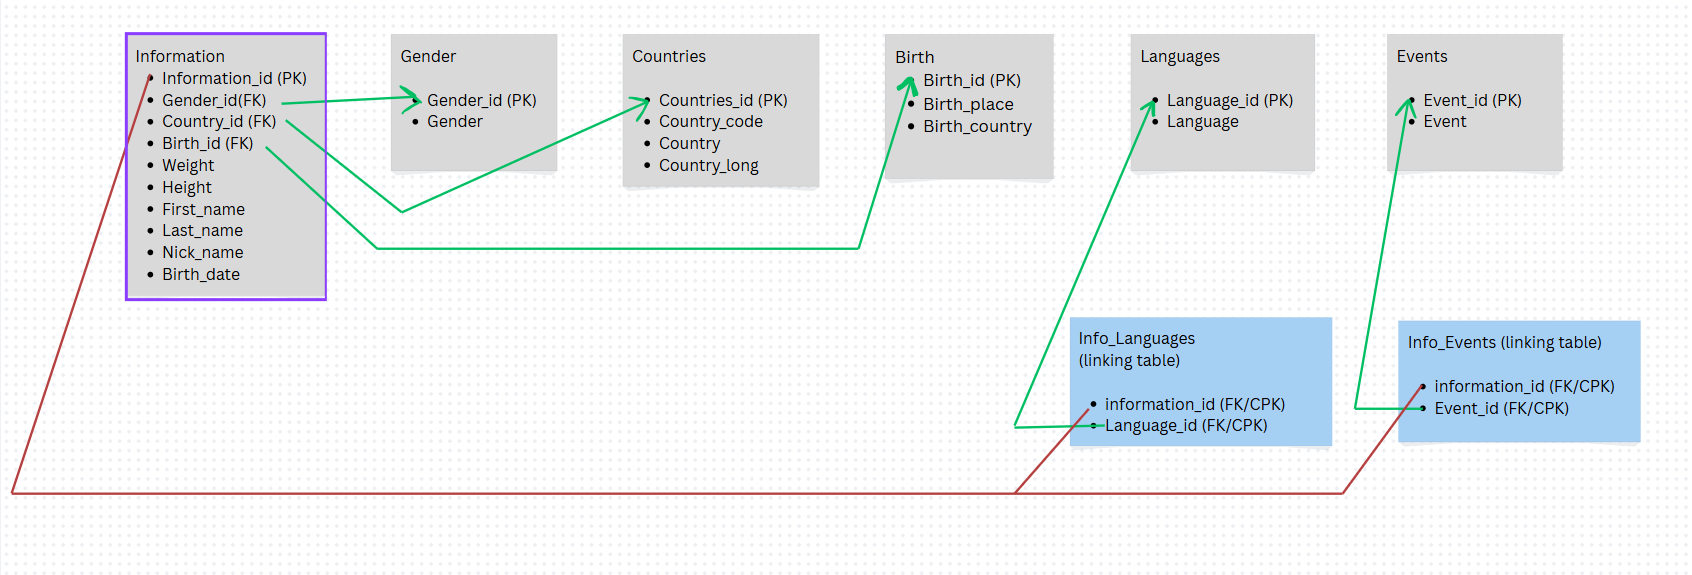 Information
Information_id (PK)
Gender_id(FK)
Country_id (FK)
Birth_id (FK)
Weight
Height
First_name
Last_name
Nick_name
Birth_date
Gender
Gender_id (PK)
Gender
Countries
Countries_id (PK)
Country_code
Country
Country_long
Birth
Birth_id (PK)
Birth_place
Birth_country
Languages
Language_id (PK)
Language
Events
Event_id (PK)
Event
Info_Languages
(linking table)
information_id (FK/CPK)
Language_id (FK/CPK)
Info_Events (linking table)
information_id (FK/CPK)
Event_id (FK/CPK)